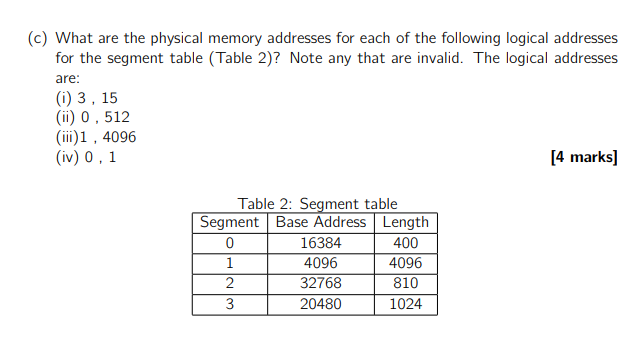 (c) What are the physical memory addresses for each of the following logical addresses
for the segment table (Table 2)? Note any that are invalid. The logical addresses
are:
(i) 3 , 15
(ii) 0 , 512
(iii)1 , 4096
(iv) 0 , 1 [4 marks]
Table 2: Segment table
Segment Base Address Length
0 16384 400
1 4096 4096
2 32768 810
3 20480 1024